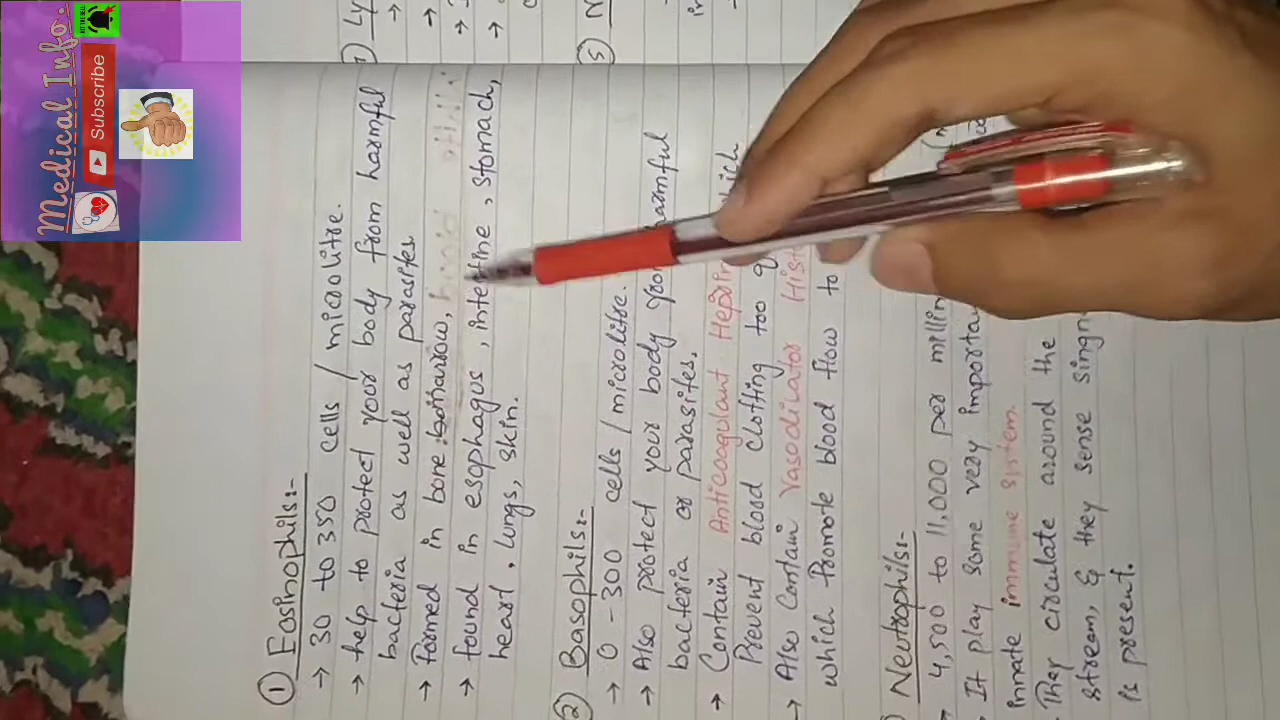 Medical Info.
Subscribe
① Eosinophils:-
→ 30 to 350 cells / microlitre.
→ help to protect your body from harmful
bacteria as well as parasites
→ formed in bone marrow,
→ found in esophagus, intestine, stomach,
heart, lungs, skin.
② Basophils:-
→ 0 - 300 cells / microlitre.
→ Also protect your body harmful
bacteria or parasites.
→ Contain Anticoagulant Heparin
Prevent blood clotting too
→ Also Contain Vasodilator
which Promote blood flow to
Neutrophils:-
→ 4,500 to 11,000 per
→ It play some very
innate immune system.
They circulate around the
stream, & they sense
is present.
⑤